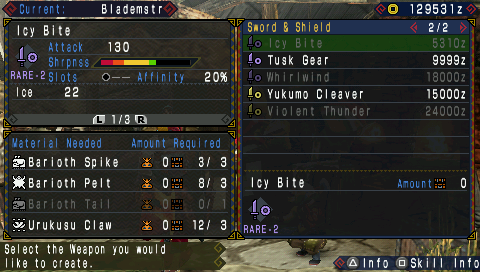 Current: Blademstr
129531z
Icy Bite
Attack 130
Shrpnss
RARE-2 Slots ●–– Affinity 20%
Ice 22
L 1/3 R
Sword & Shield 2/2
Icy Bite 5310z
Tusk Gear 9999z
Whirlwind 18000z
Yukumo Cleaver 15000z
Violent Thunder 24000z
Material Needed Amount Required
Barioth Spike 0 3/ 3
Barioth Pelt 0 8/ 3
Barioth Tail 0 0/ 1
Urukusu Claw 0 12/ 3
Icy Bite Amount 0
RARE-2
Select the Weapon you would
like to create.
Info Skill Info